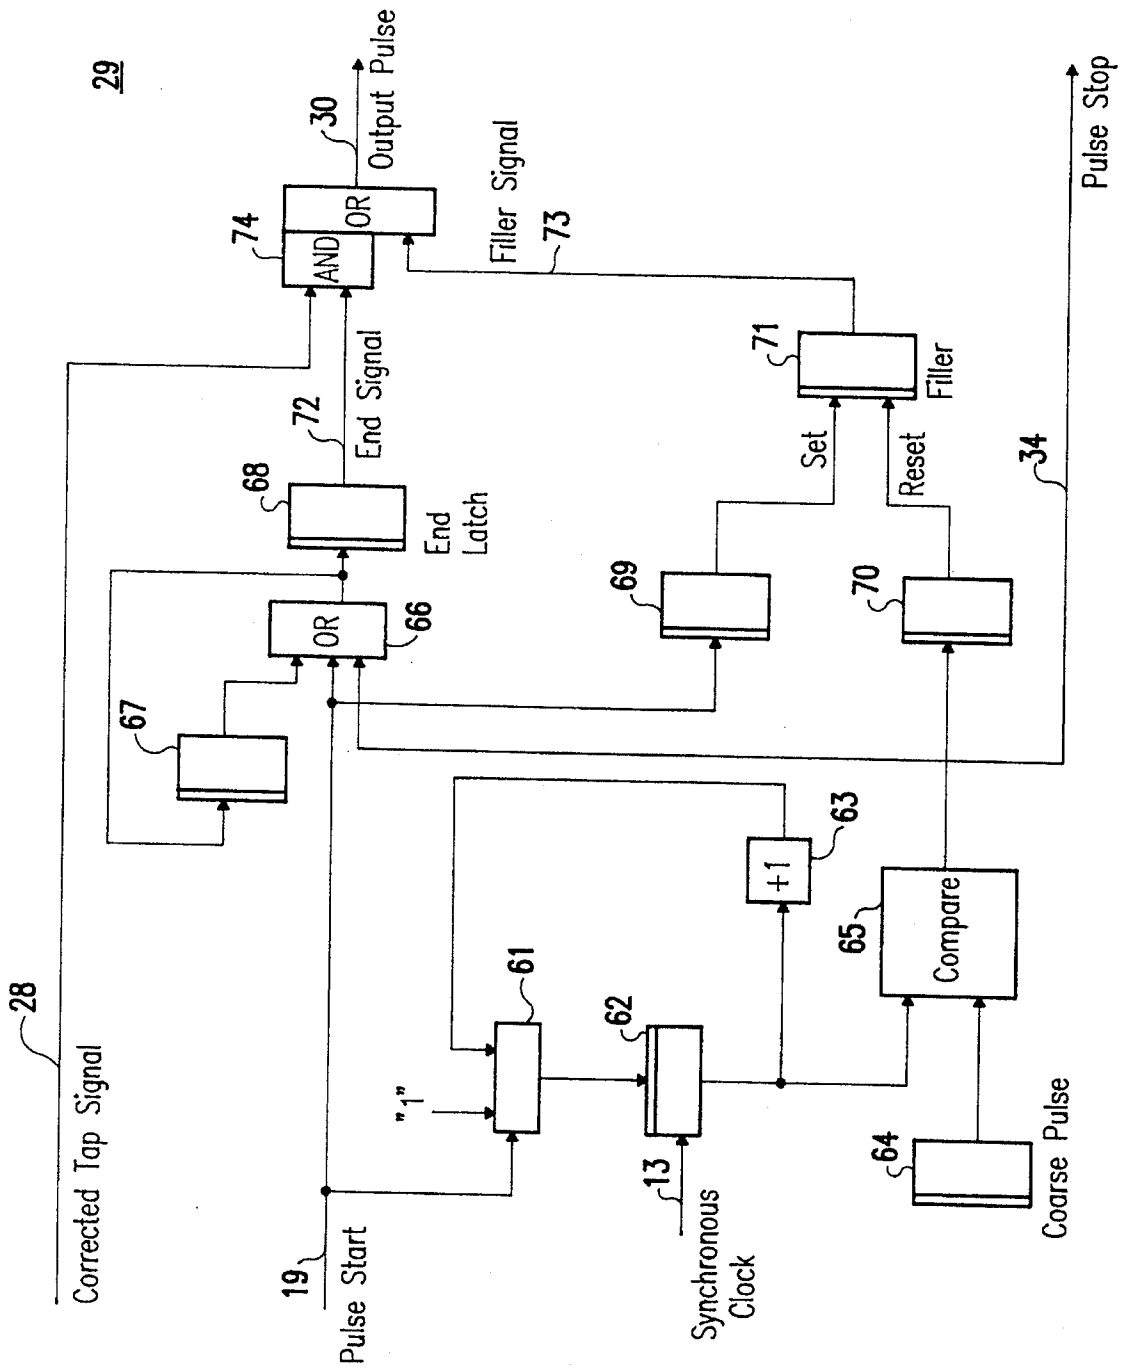 29
28
Corrected Tap Signal
19
Pulse Start
"1"
61
Synchronous
Clock
13
62
+1
63
64
Coarse Pulse
65
Compare
67
OR
66
68
End
Latch
72
End Signal
69
70
Set
Reset
71
Filler
74
AND
OR
30
Output Pulse
Filler Signal
73
34
Pulse Stop